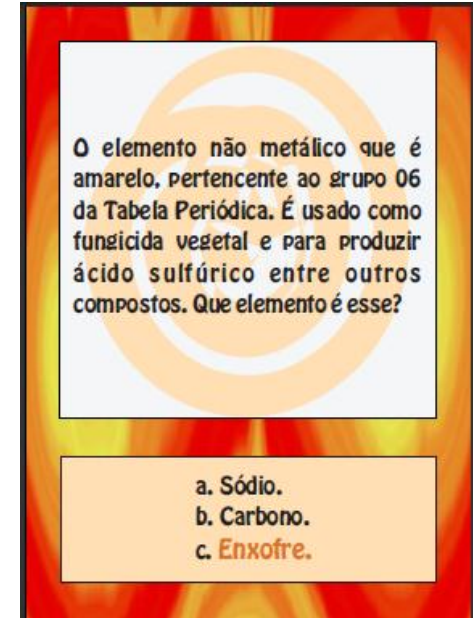 O elemento não metálico que é
amarelo, pertencente ao grupo 06
da Tabela Periódica. É usado como
fungicida vegetal e para produzir
ácido sulfúrico entre outros
compostos. Que elemento é esse?
a. Sódio.
b. Carbono.
c. Enxofre.